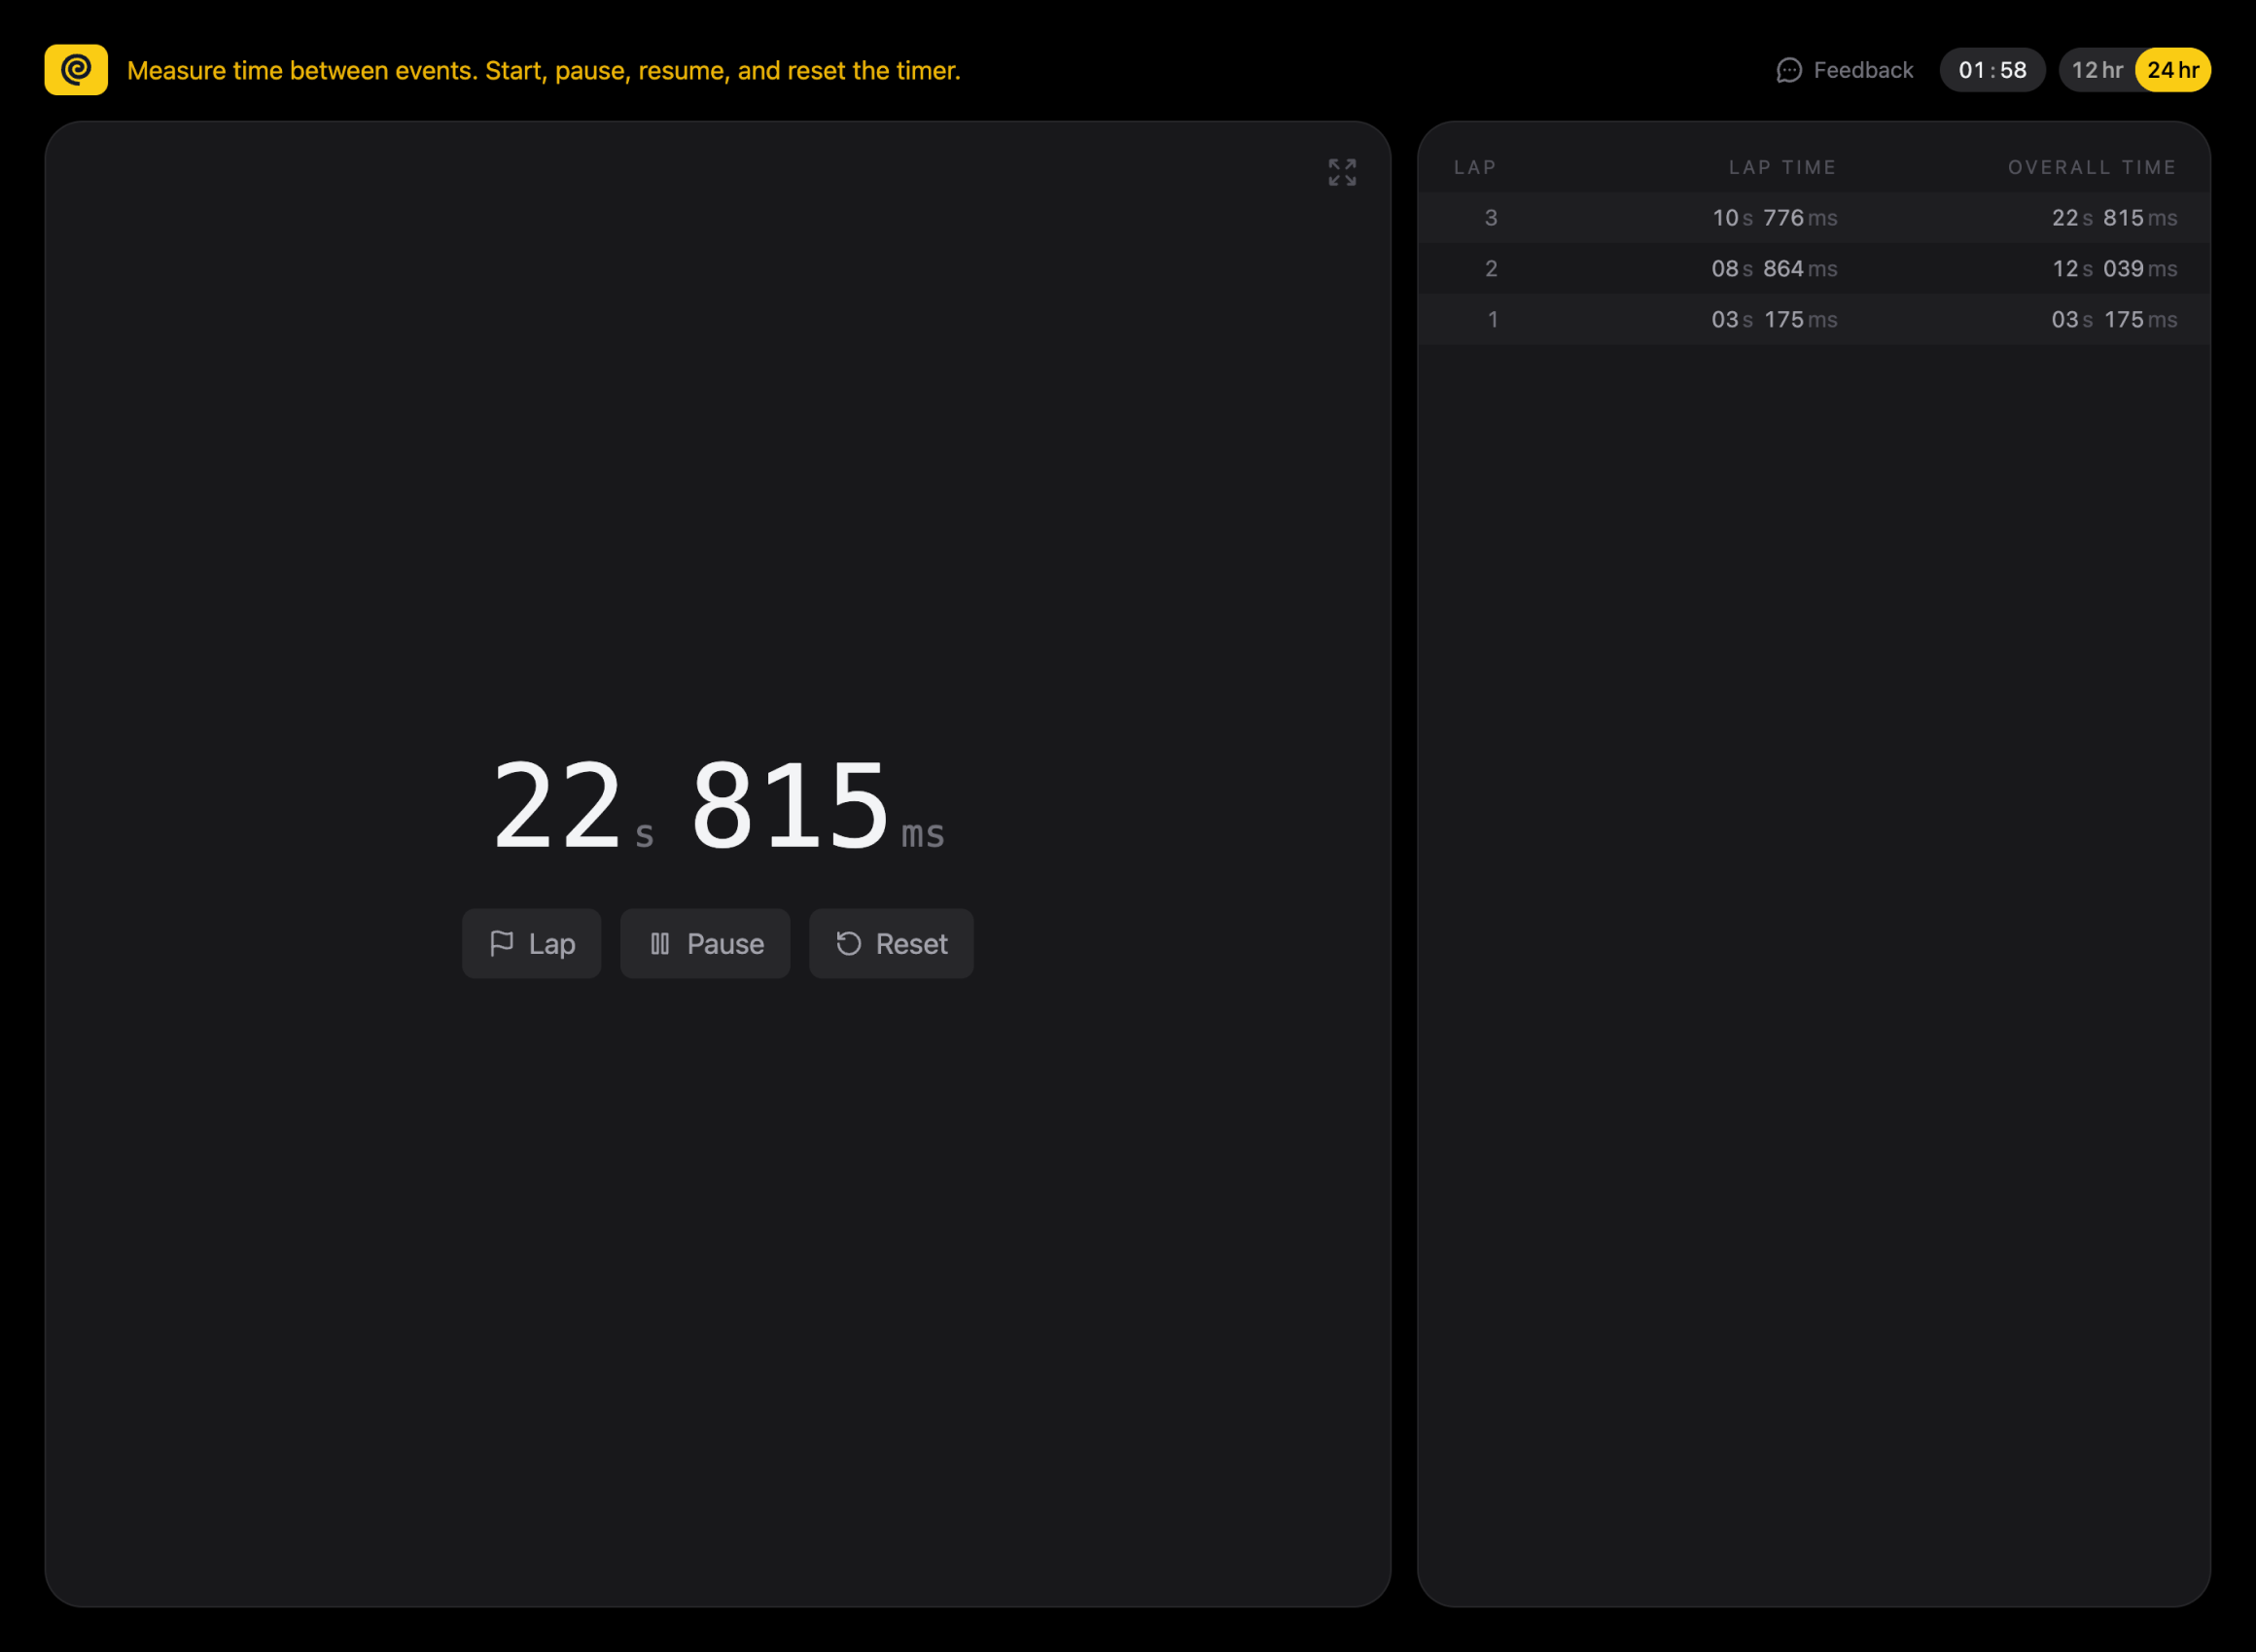 Measure time between events. Start, pause, resume, and reset the timer.
Feedback 01:58 12 hr 24 hr
LAP LAP TIME OVERALL TIME
3 10 s 776 ms 22 s 815 ms
2 08 s 864 ms 12 s 039 ms
1 03 s 175 ms 03 s 175 ms
22 s 815 ms
Lap Pause Reset